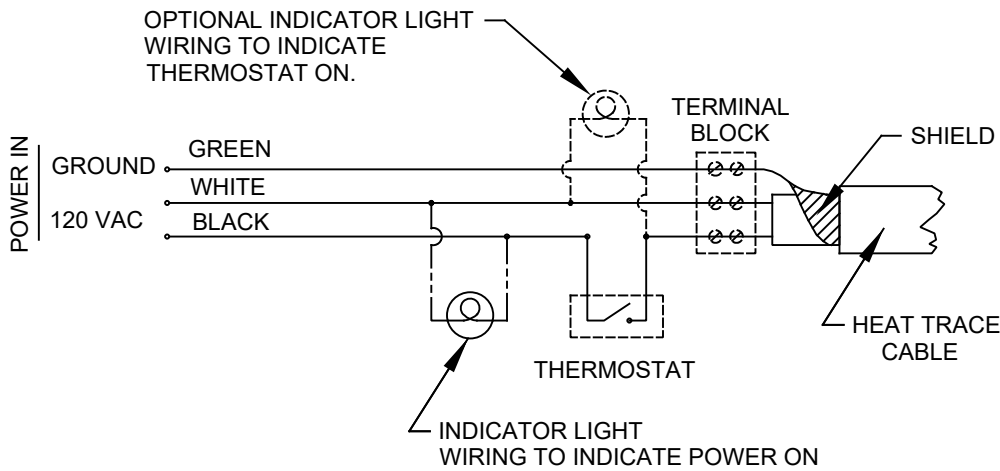 OPTIONAL INDICATOR LIGHT
WIRING TO INDICATE
THERMOSTAT ON.
TERMINAL
BLOCK
SHIELD
POWER IN
GROUND
GREEN
WHITE
120 VAC
BLACK
HEAT TRACE
CABLE
THERMOSTAT
INDICATOR LIGHT
WIRING TO INDICATE POWER ON